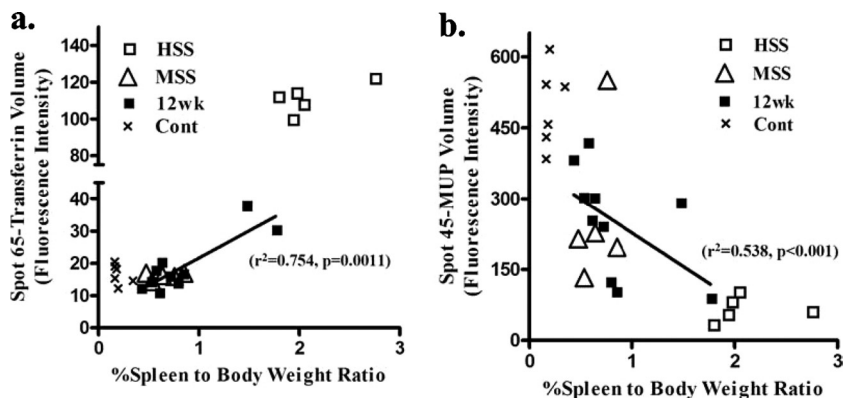 a.
Spot 65-Transferrin Volume
(Fluorescence Intensity)
140
120
100
80
40
30
20
10
0
HSS
MSS
12wk
Cont
(r²=0.754, p=0.0011)
0 1 2 3
%Spleen to Body Weight Ratio
b.
Spot 45-MUP Volume
(Fluorescence Intensity)
600
450
300
150
0
HSS
MSS
12wk
Cont
(r²=0.538, p<0.001)
0 1 2 3
%Spleen to Body Weight Ratio